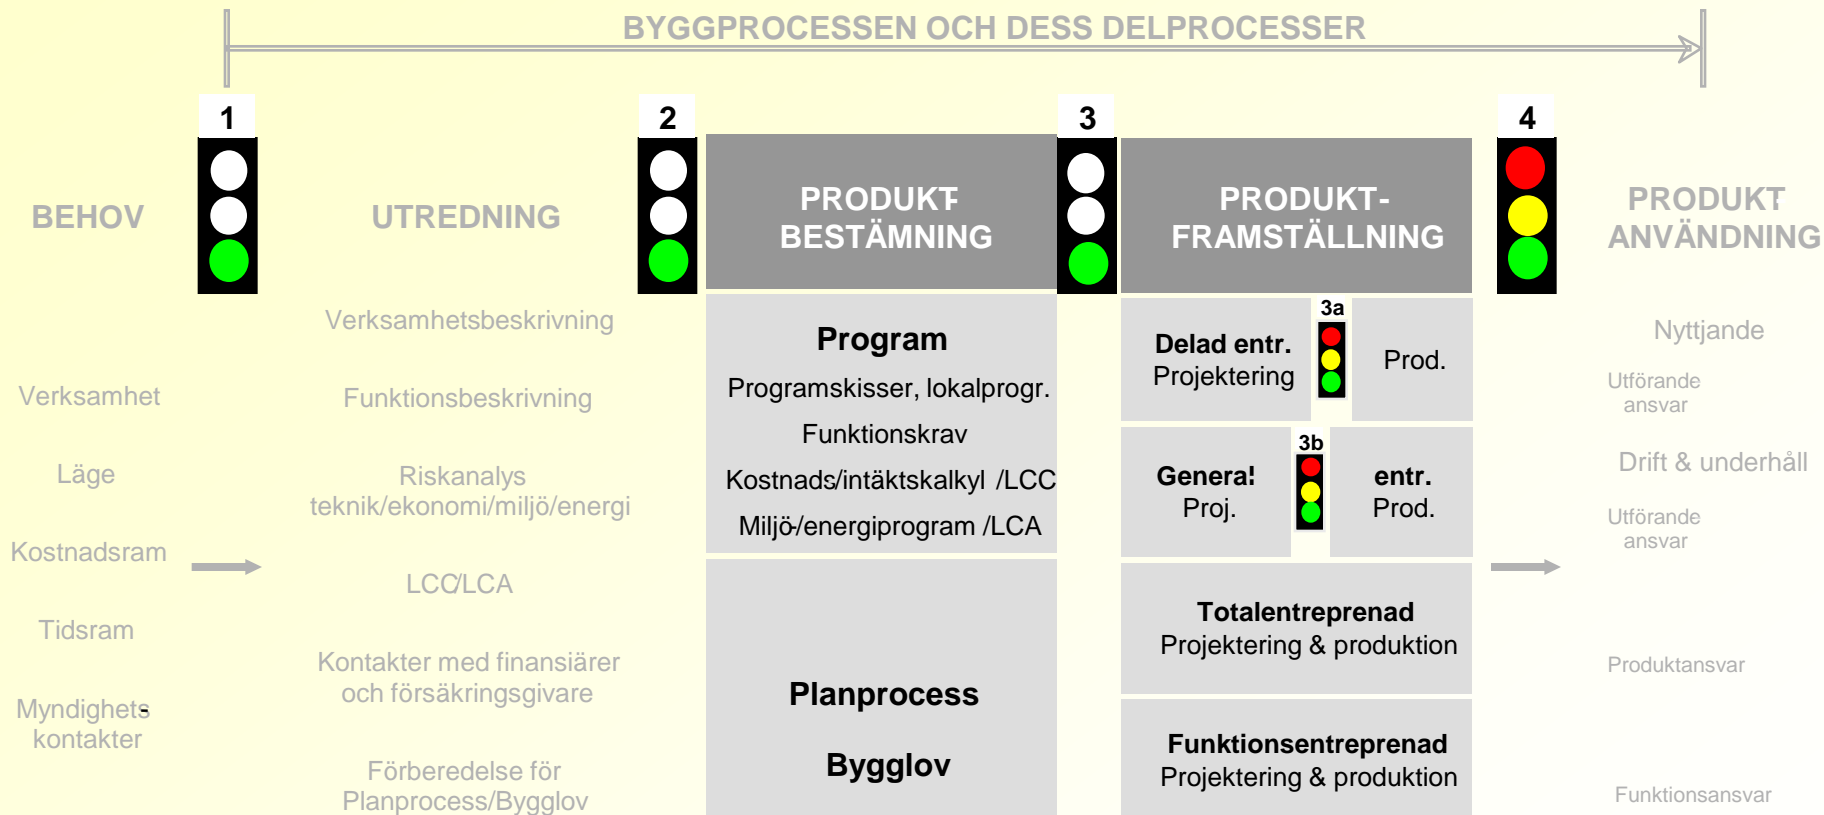 BYGGPROCESSEN OCH DESS DELPROCESSER
1
2
3
4
BEHOV
Verksamhet
Läge
Kostnadsram
Tidsram
Myndighets-
kontakter
UTREDNING
Verksamhetsbeskrivning
Funktionsbeskrivning
Riskanalys
teknik/ekonomi/miljö/energi
LCC/LCA
Kontakter med finansiärer
och försäkringsgivare
Förberedelse för
Planprocess/Bygglov
PRODUKT-
BESTÄMNING
Program
Programskisser, lokalprogr.
Funktionskrav
Kostnads-/intäktskalkyl /LCC
Miljö-/energiprogram /LCA
Planprocess
Bygglov
PRODUKT-
FRAMSTÄLLNING
Delad entr.
Projektering
3a
Prod.
General-
Proj.
3b
entr.
Prod.
Totalentreprenad
Projektering & produktion
Funktionsentreprenad
Projektering & produktion
PRODUKT-
ANVÄNDNING
Nyttjande
Utförande
ansvar
Drift & underhåll
Utförande
ansvar
Produktansvar
Funktionsansvar